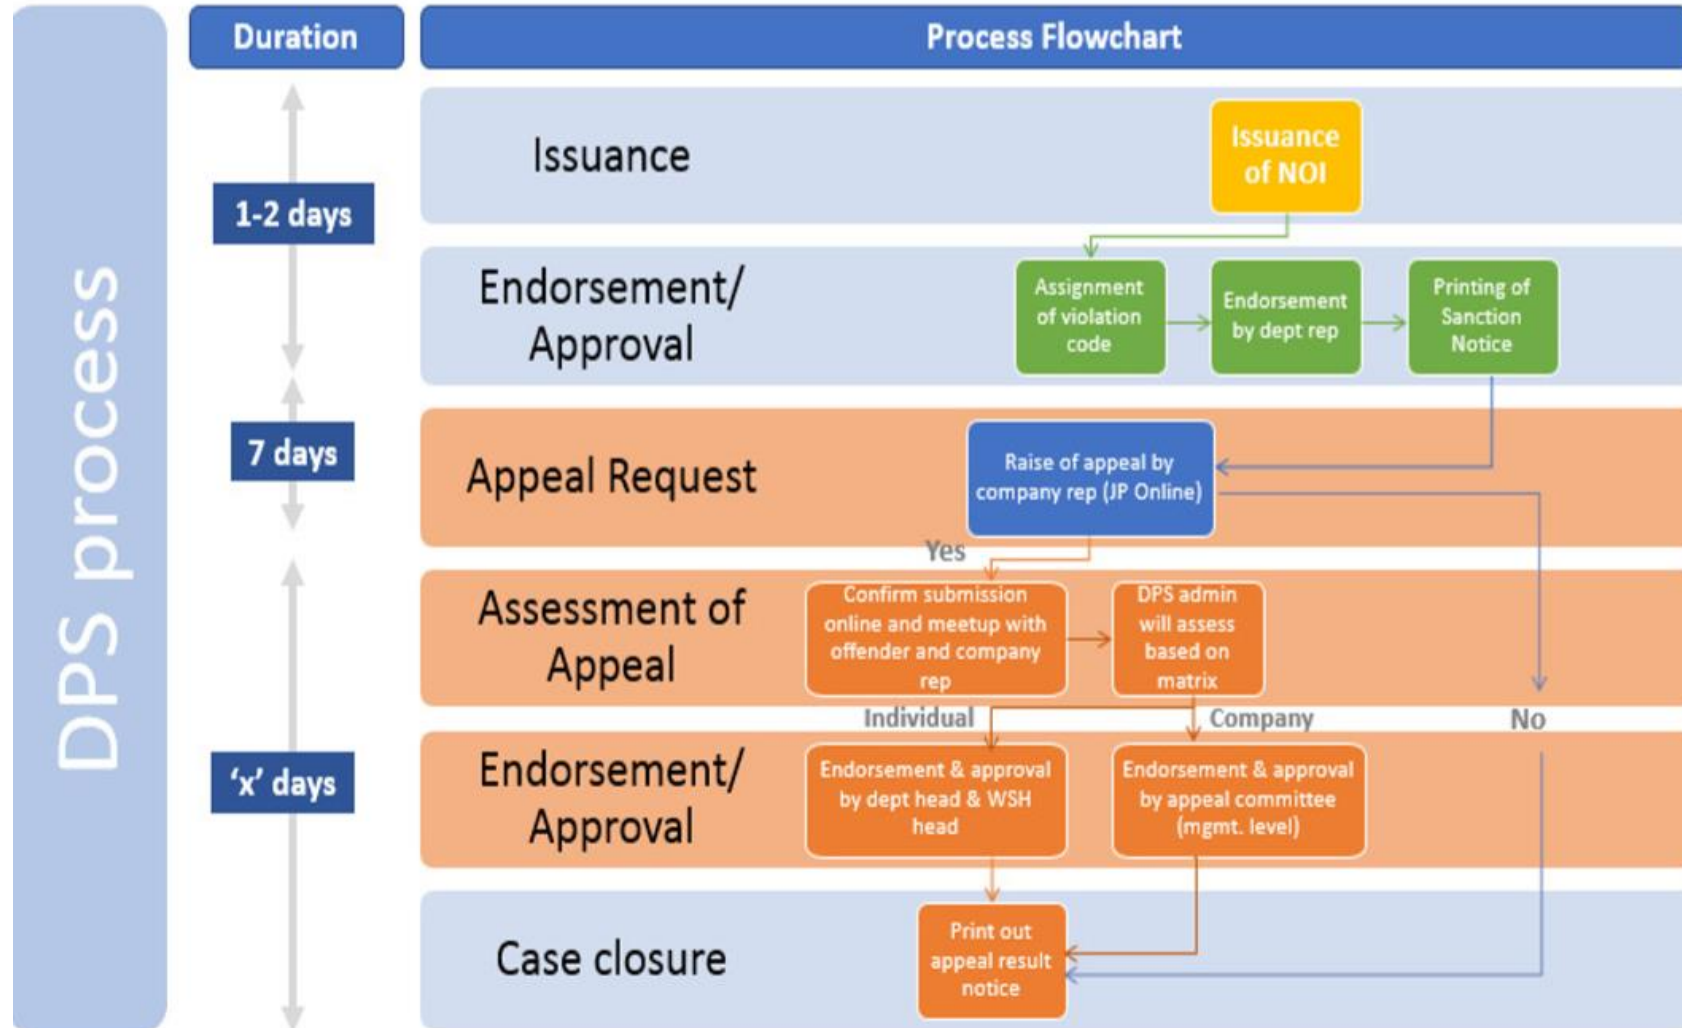 DPS process
Duration
Process Flowchart
Issuance
Issuance
of NOI
1-2 days
Endorsement/
Approval
Assignment
of violation
code
Endorsement
by dept rep
Printing of
Sanction
Notice
7 days
Appeal Request
Raise of appeal by
company rep (JP Online)
Yes
Assessment of
Appeal
Confirm submission
online and meetup with
offender and company
rep
DPS admin
will assess
based on
matrix
Individual
Company
No
‘x’ days
Endorsement/
Approval
Endorsement & approval
by dept head & WSH
head
Endorsement & approval
by appeal committee
(mgmt. level)
Case closure
Print out
appeal result
notice